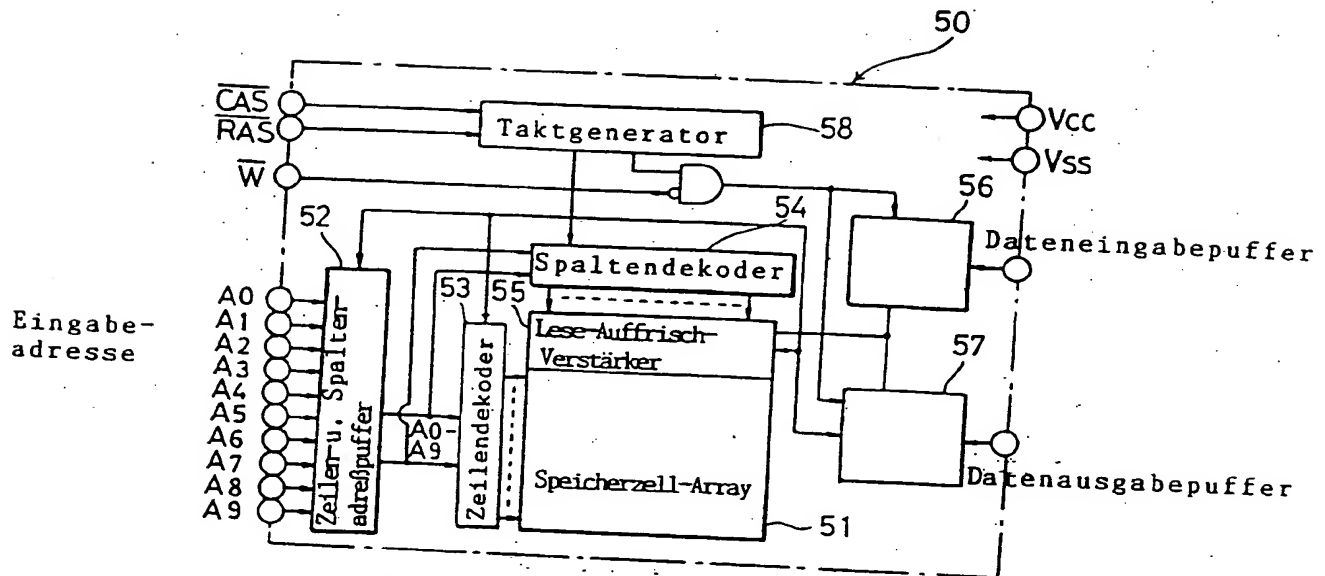 50
C̅A̅S̅
R̅A̅S̅
W̅
Taktgenerator
58
Vcc
Vss
52
54
56
Dateneingabepuffer
Spaltendekoder
53
55
Eingabe-
adresse
A0
A1
A2
A3
A4
A5
A6
A7
A8
A9
Zeilen-u. Spalten
adreßpuffer
A0-
A9
Zeilendekoder
Lese-Auffrisch-
Verstärker
57
Speicherzell-Array
Datenausgabepuffer
51